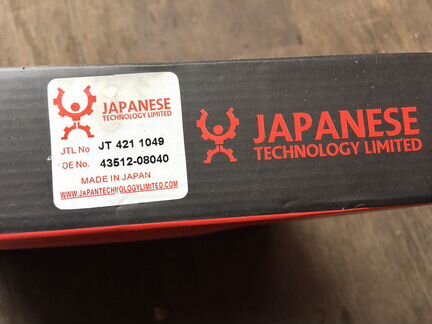 JAPANESE
TECHNOLOGY LIMITED
JTL No JT 421 1049
OE No. 43512-08040
MADE IN JAPAN
WWW.JAPANTECHNOLOGYLIMITED.COM
JAPANESE
TECHNOLOGY LIMITED